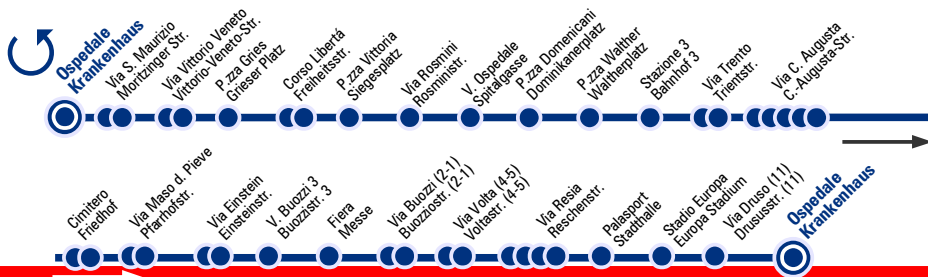 Ospedale
Krankenhaus
Via S. Maurizio
Moritzinger Str.
Via Vittorio Veneto
Vittorio-Veneto-Str.
P.zza Gries
Grieser Platz
Corso Libertá
Freiheitsstr.
P.zza Vittoria
Siegesplatz
Via Rosmini
Rosministr.
V. Ospedale
Spitalgasse
P.zza Domenicani
Dominikanerplatz
P.zza Walther
Waltherplatz
Stazione 3
Bahnhof 3
Via Trento
Trientstr.
Via C. Augusta
C.-Augusta-Str.
Cimitero
Friedhof
Via Maso d. Pieve
Pfarrhofstr.
Via Einstein
Einsteinstr.
V. Buozzi 3
Buozzistr. 3
Fiera
Messe
Via Buozzi (2-1)
Buozziostr. (2-1)
Via Volta (4-5)
Voltastr. (4-5)
Via Resia
Reschenstr.
Palasport
Stadthalle
Stadio Europa
Europa Stadium
Via Druso (11)
Drususstr. (11)
Ospedale
Krankenhaus